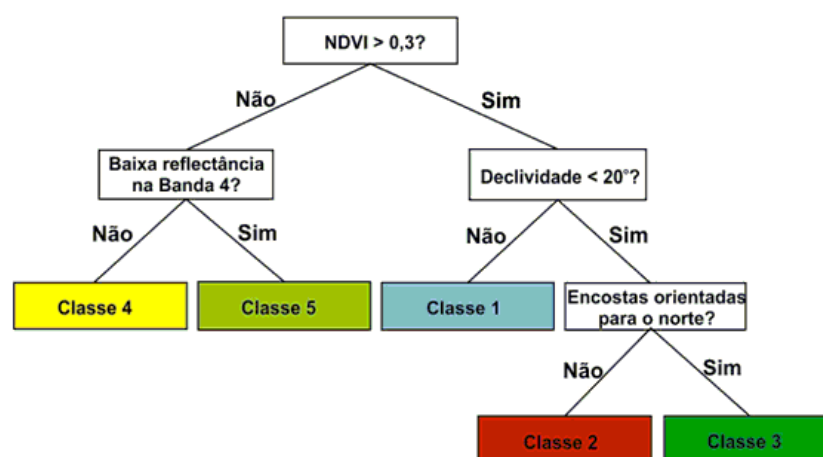 NDVI > 0,3?
Não
Sim
Baixa reflectância
na Banda 4?
Declividade < 20°?
Não
Sim
Não
Sim
Classe 4
Classe 5
Classe 1
Encostas orientadas
para o norte?
Não
Sim
Classe 2
Classe 3